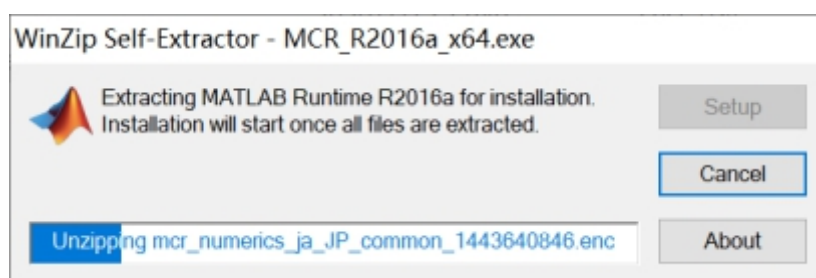 WinZip Self-Extractor - MCR_R2016a_x64.exe
Extracting MATLAB Runtime R2016a for installation.
Installation will start once all files are extracted.
Setup
Cancel
Unzipping mcr_numerics_ja_JP_common_1443640846.enc
About